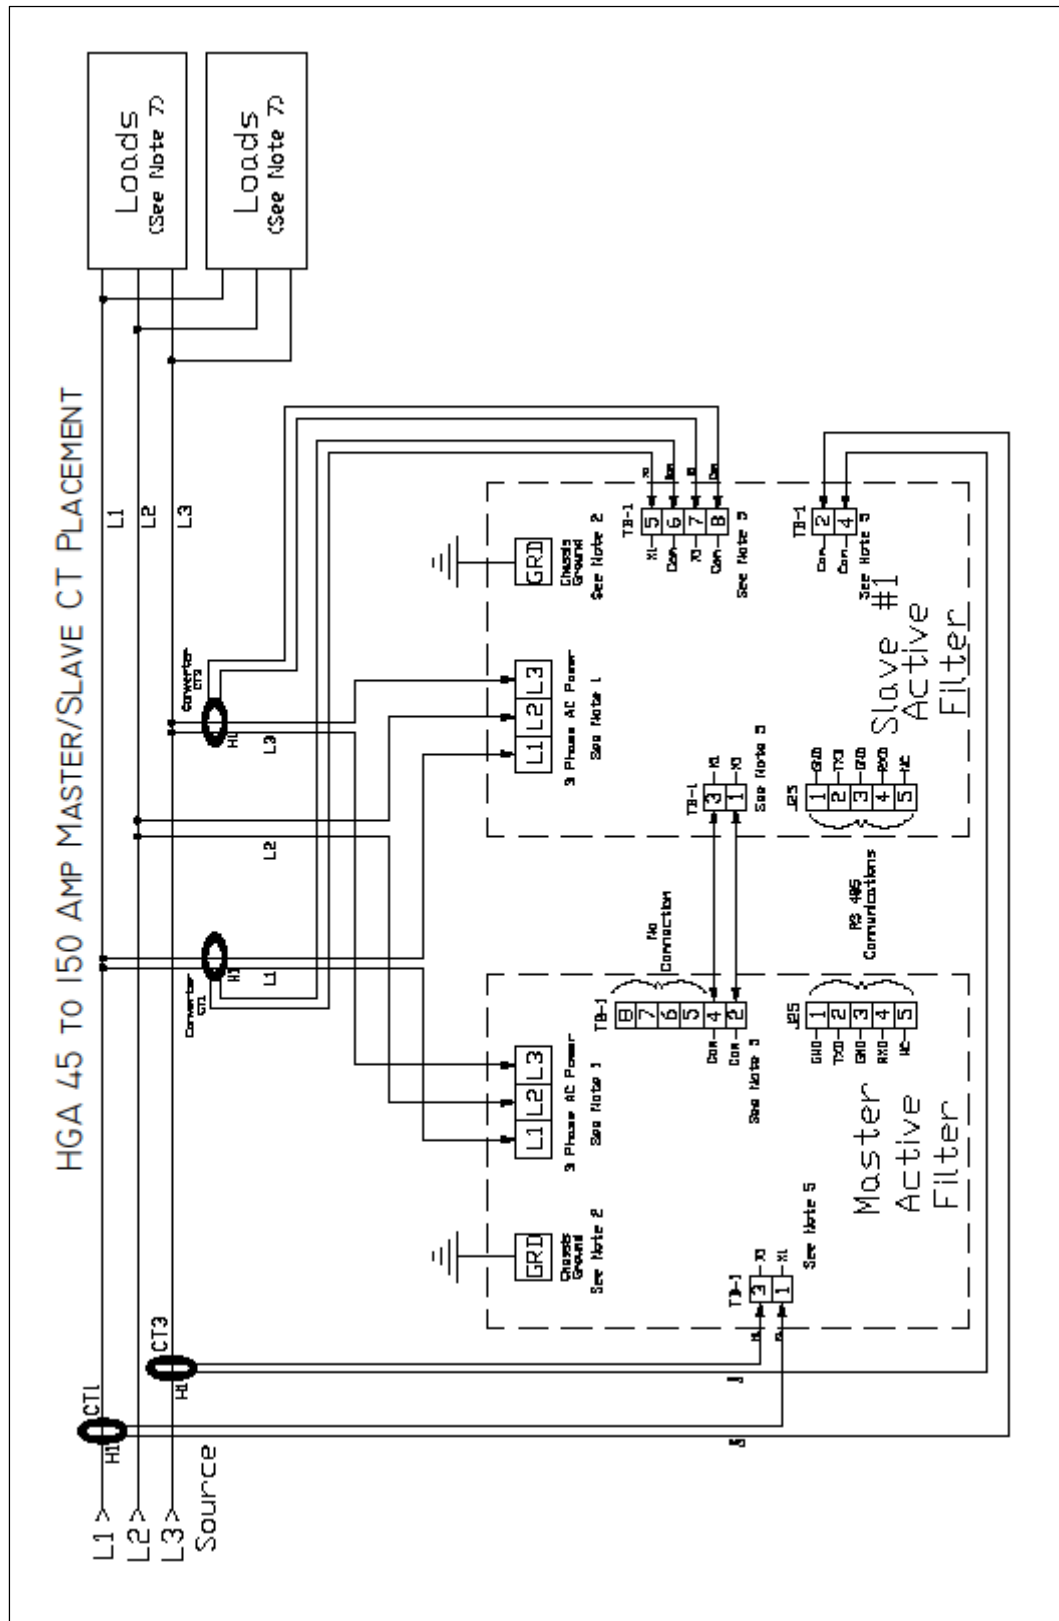 HGA 45 TO 150 AMP MASTER/SLAVE CT PLACEMENT
L1
L2
L3
Loads
(See Note 7)
Loads
(See Note 7)
L1>
L2>
L3>
Source
CT1
H1
CT3
H1
Converter
CT1
H1
L1
L2
Converter
H1
L3
GRD
Chassis
Ground
See Note 2
L1 L2 L3
3 Phase AC Power
See Note 1
TB-1
3
1
X1
See Note 5
TB-1
8
7
6
5
4
2
Com
Com
See Note 5
No
Connection
J25
1
2
3
4
5
GND
TXD
GND
RXD
NC
Master
Active
Filter
RS 485
Communications
L1 L2 L3
3 Phase AC Power
See Note 1
GRD
Chassis
Ground
See Note 2
TB-1
5
6
7
8
X1
Com
Com
See Note 5
TB-1
3
1
X1
See Note 5
TB-1
2
4
Com
Com
See Note 5
J25
1
2
3
4
5
GND
TXD
GND
RXD
NC
Slave #1
Active
Filter